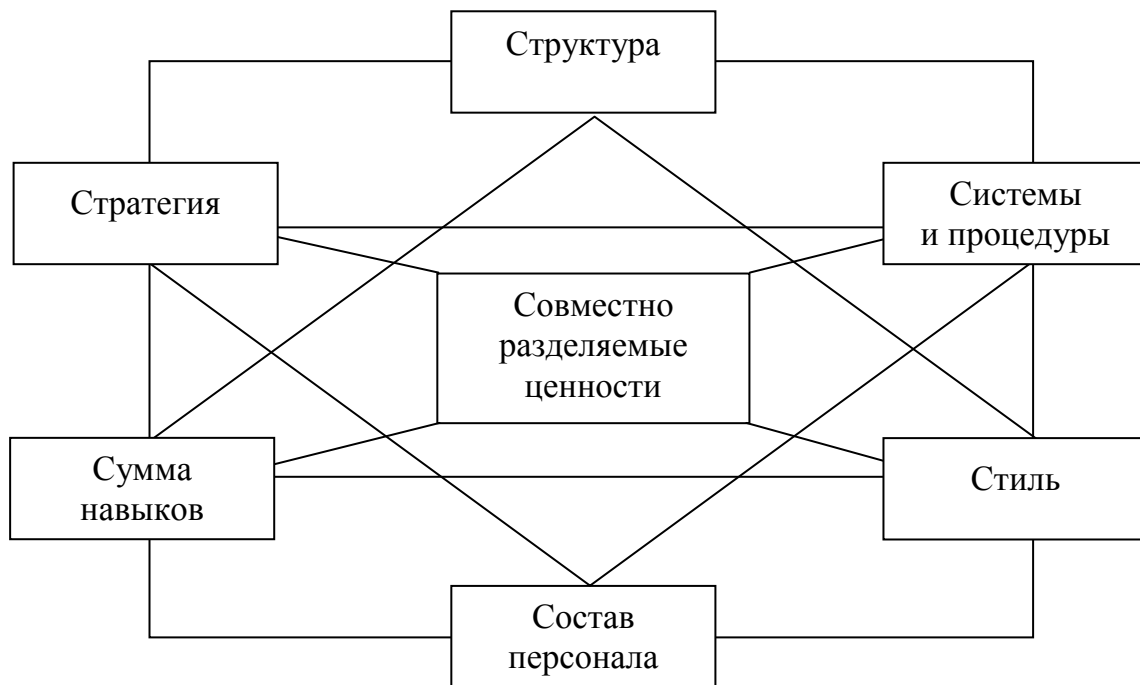 Структура
Стратегия
Системы
и процедуры
Совместно
разделяемые
ценности
Сумма
навыков
Стиль
Состав
персонала